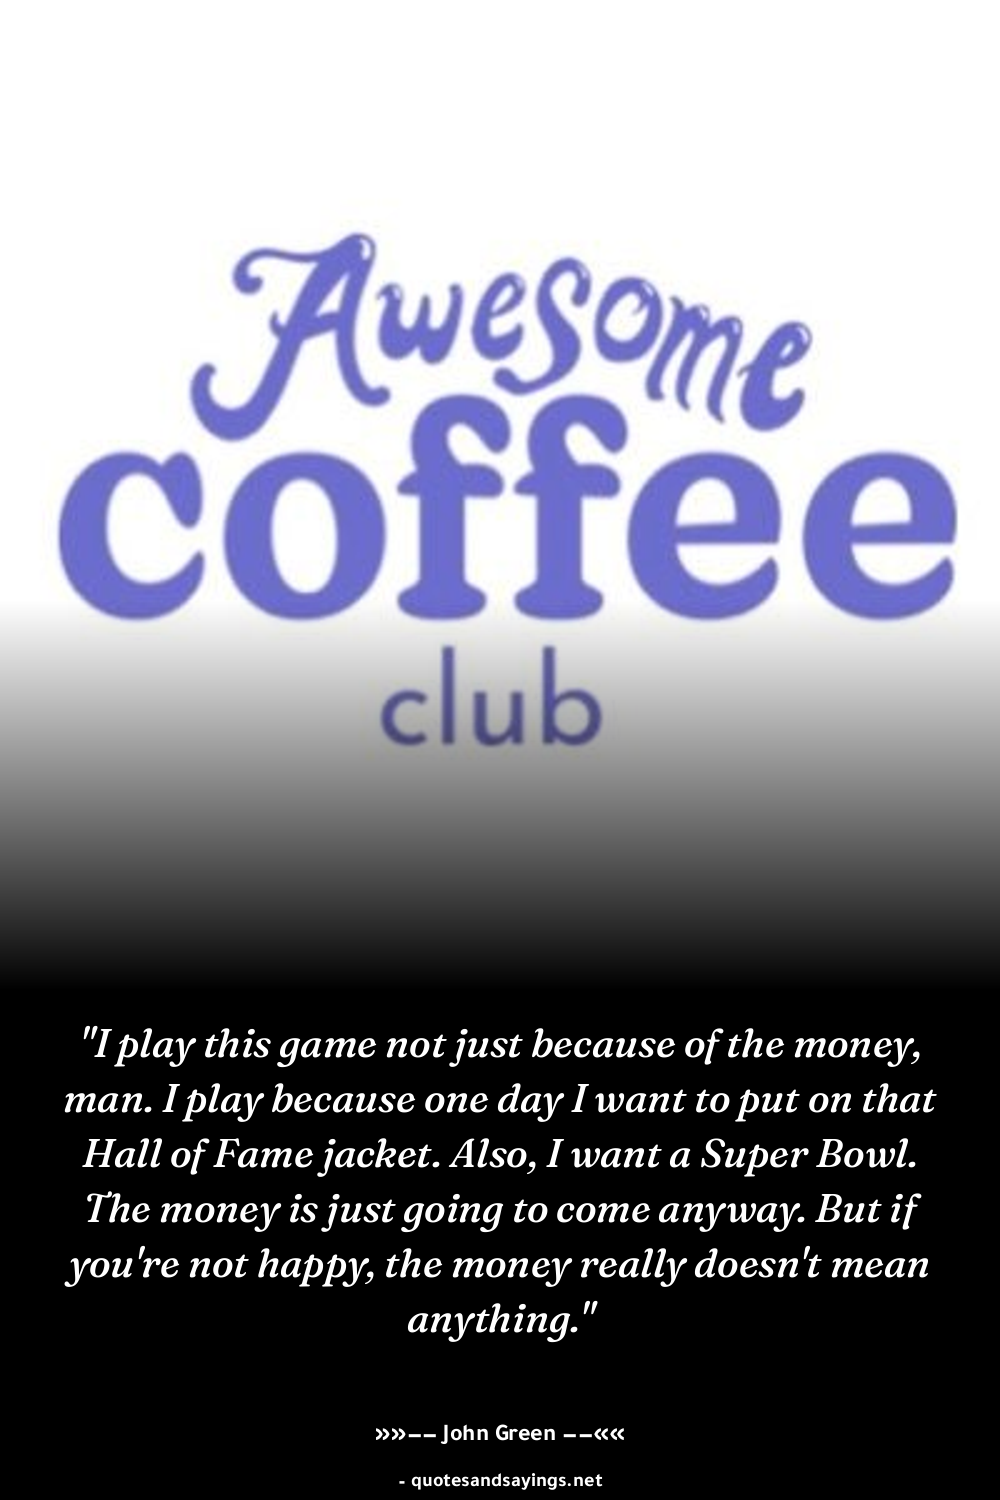 Awesome
coffee
club
"I play this game not just because of the money,
man. I play because one day I want to put on that
Hall of Fame jacket. Also, I want a Super Bowl.
The money is just going to come anyway. But if
you're not happy, the money really doesn't mean
anything."
»»–– John Green ––««
- quotesandsayings.net